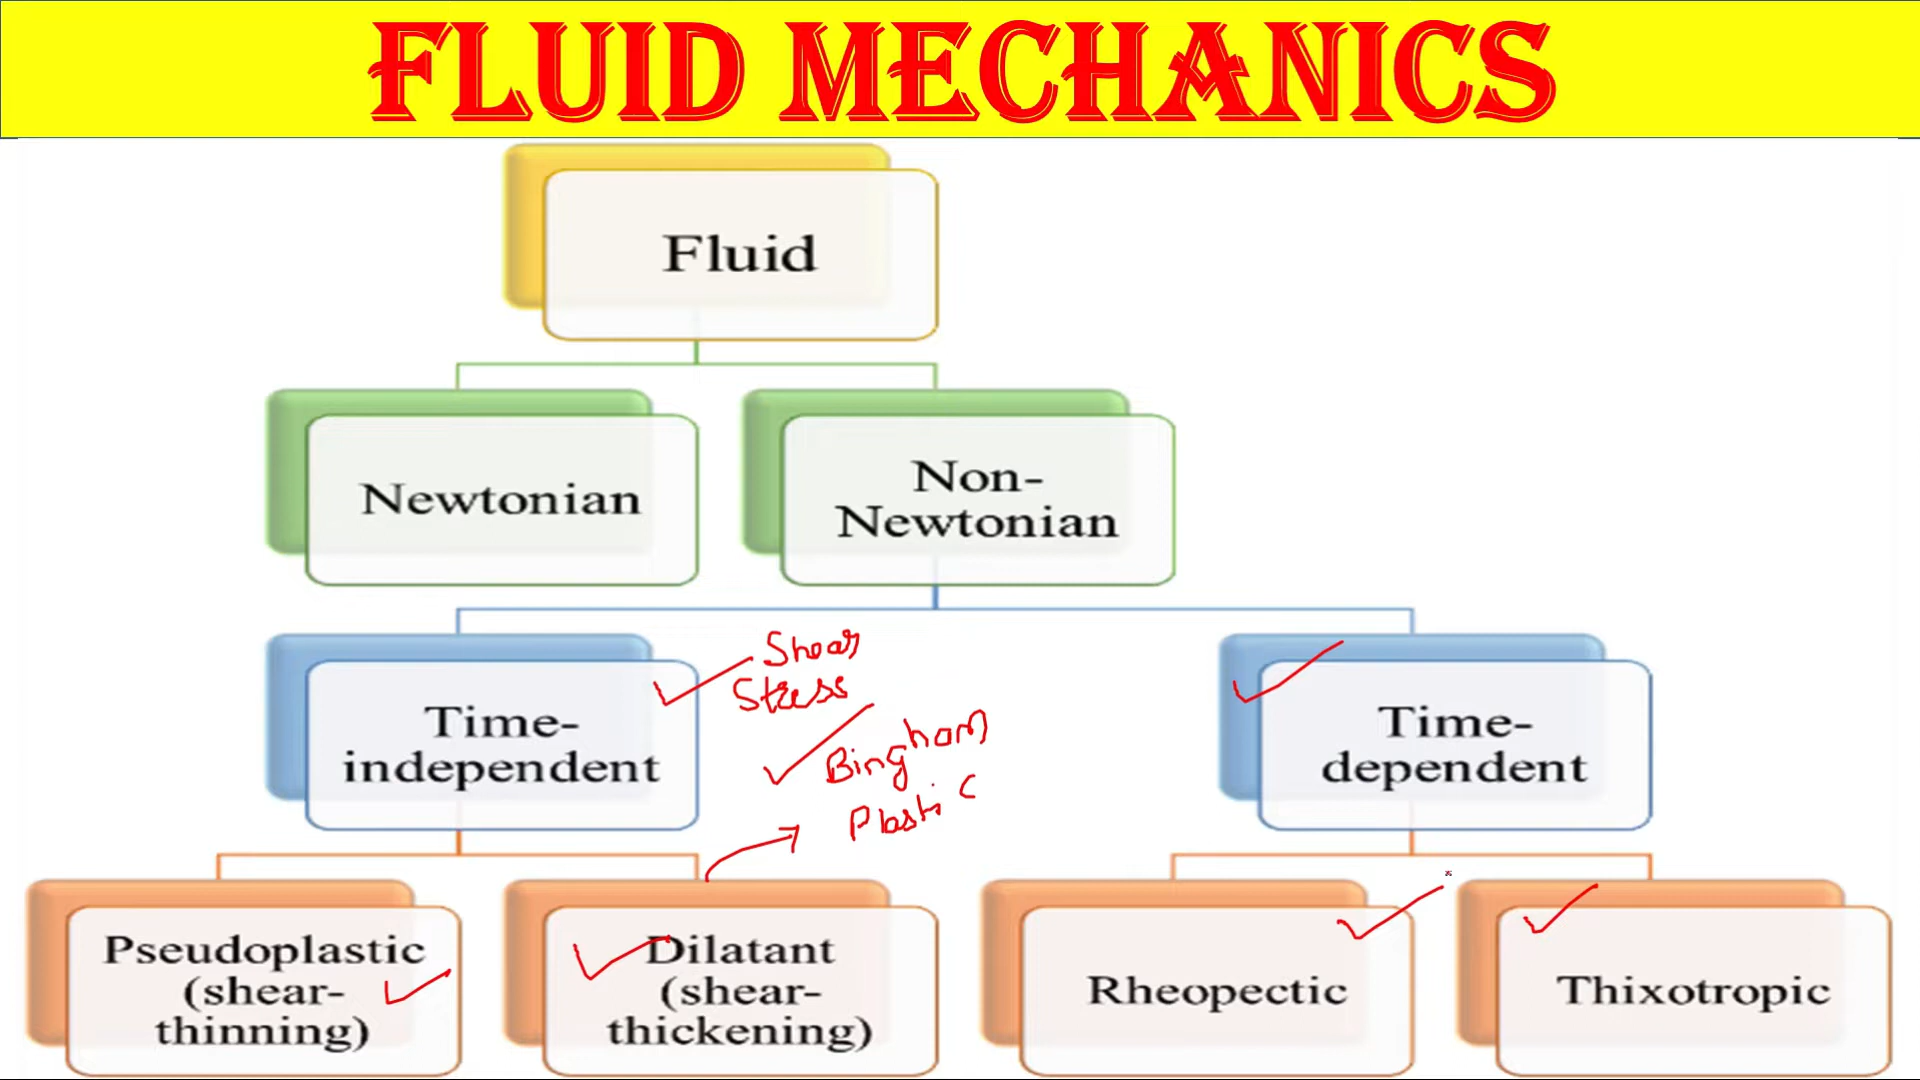 FLUID MECHANICS
Fluid
Newtonian
Non-
Newtonian
Shear
Stress
Time-
independent
Bingham
Plastic
Time-
dependent
Pseudoplastic
(shear-
thinning)
Dilatant
(shear-
thickening)
Rheopectic
Thixotropic